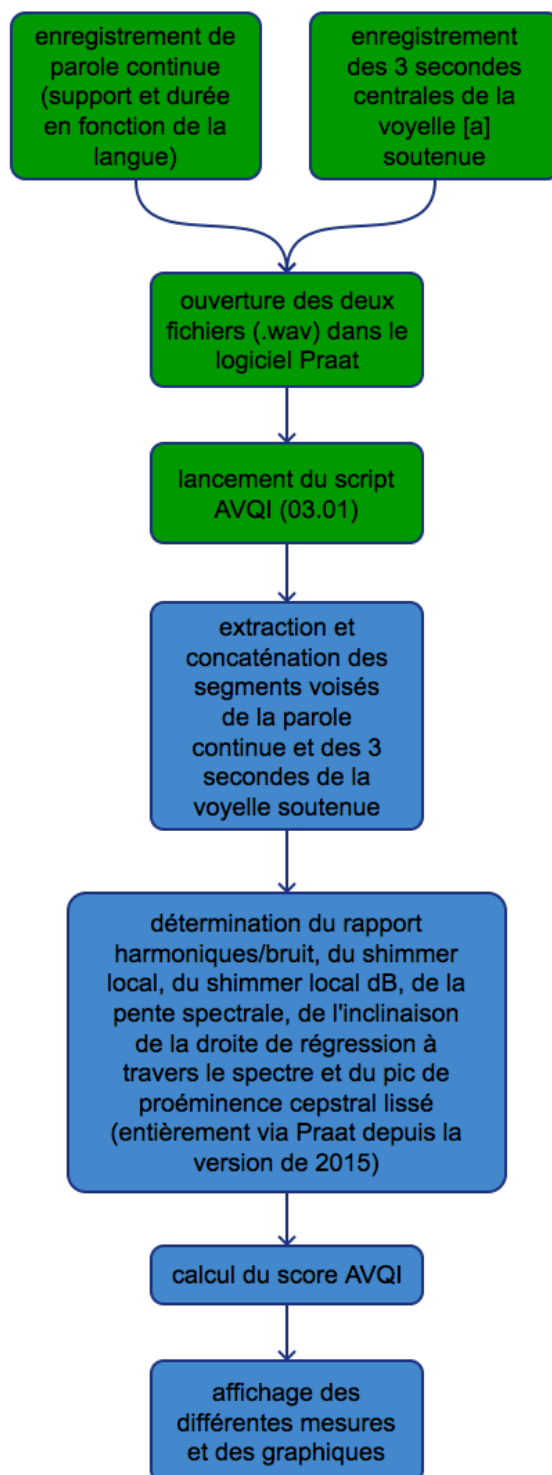 enregistrement de
parole continue
(support et durée
en fonction de la
langue)
enregistrement
des 3 secondes
centrales de la
voyelle [a]
soutenue
ouverture des deux
fichiers (.wav) dans le
logiciel Praat
lancement du script
AVQI (03.01)
extraction et
concaténation des
segments voisés
de la parole
continue et des 3
secondes de la
voyelle soutenue
détermination du rapport
harmoniques/bruit, du shimmer
local, du shimmer local dB, de la
pente spectrale, de l'inclinaison
de la droite de régression à
travers le spectre et du pic de
proéminence cepstral lissé
(entièrement via Praat depuis la
version de 2015)
calcul du score AVQI
affichage des
différentes mesures
et des graphiques